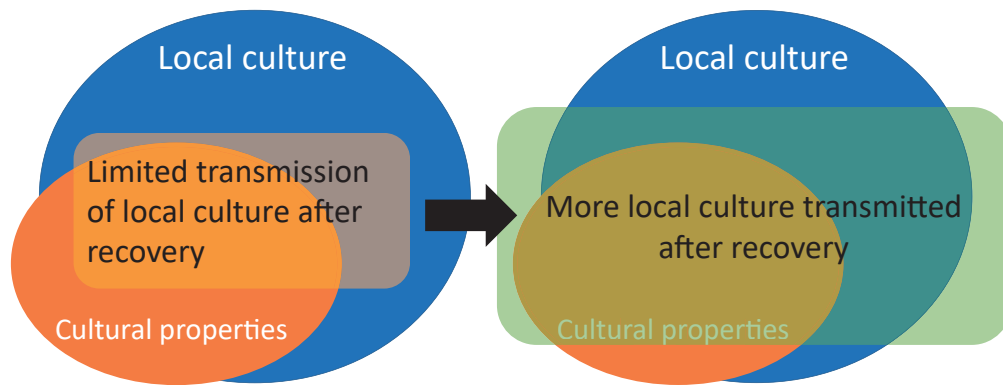 Local culture
Limited transmission
of local culture after
recovery
Cultural properties
Local culture
More local culture transmitted
after recovery
Cultural properties